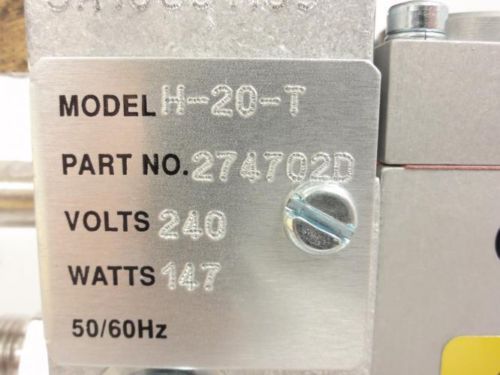 MODEL H-20-T
PART NO. 274702D
VOLTS 240
WATTS 147
50/60Hz